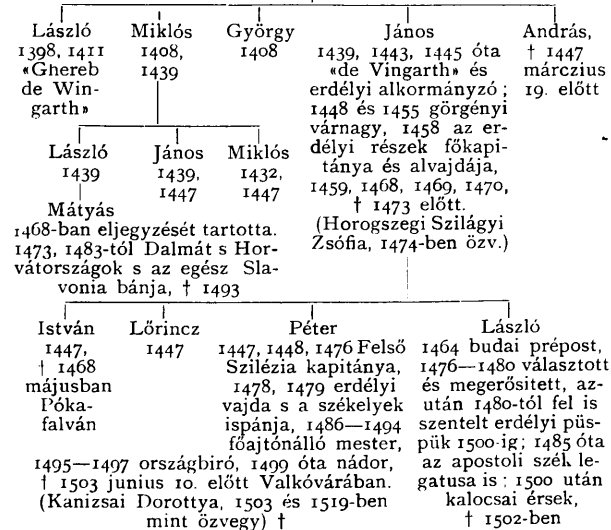 László
1398, 1411
«Ghereb
de Win-
garth»
Miklós
1408,
1439
György
1408
János
1439, 1443, 1445 óta
«de Vingarth» és
erdélyi alkormányzó;
1448 és 1455 görgényi
várnagy, 1458 az er-
délyi részek főkapi-
tánya és alvajdája,
1459, 1468, 1469, 1470,
† 1473 előtt.
(Horogszegi Szilágyi
Zsófia, 1474-ben özv.)
András,
† 1447
márczius
19. előtt
László
1439
János
1439,
1447
Miklós
1432,
1447
Mátyás
1468-ban eljegyzését tartotta.
1473, 1483-tól Dalmát s Hor-
vátországok s az egész Sla-
vonia bánja, † 1493
István
1447,
† 1468
májusban
Póka-
falván
Lőrincz
1447
Péter
1447, 1448, 1476 Felső
Szilézia kapitánya,
1478, 1479 erdélyi
vajda s a székelyek
ispánja, 1486—1494
főajtónálló mester,
1495—1497 országbiró, 1499 óta nádor,
† 1503 junius 10. előtt Valkóvárában.
(Kanizsai Dorottya, 1503 és 1519-ben
mint özvegy) †
László
1464 budai prépost,
1476—1480 választott
és megerősitett, az-
után 1480-tól fel is
szentelt erdélyi püs-
pük 1500-ig; 1485 óta
az apostoli szék le-
gatusa is; 1500 után
kalocsai érsek,
† 1502-ben